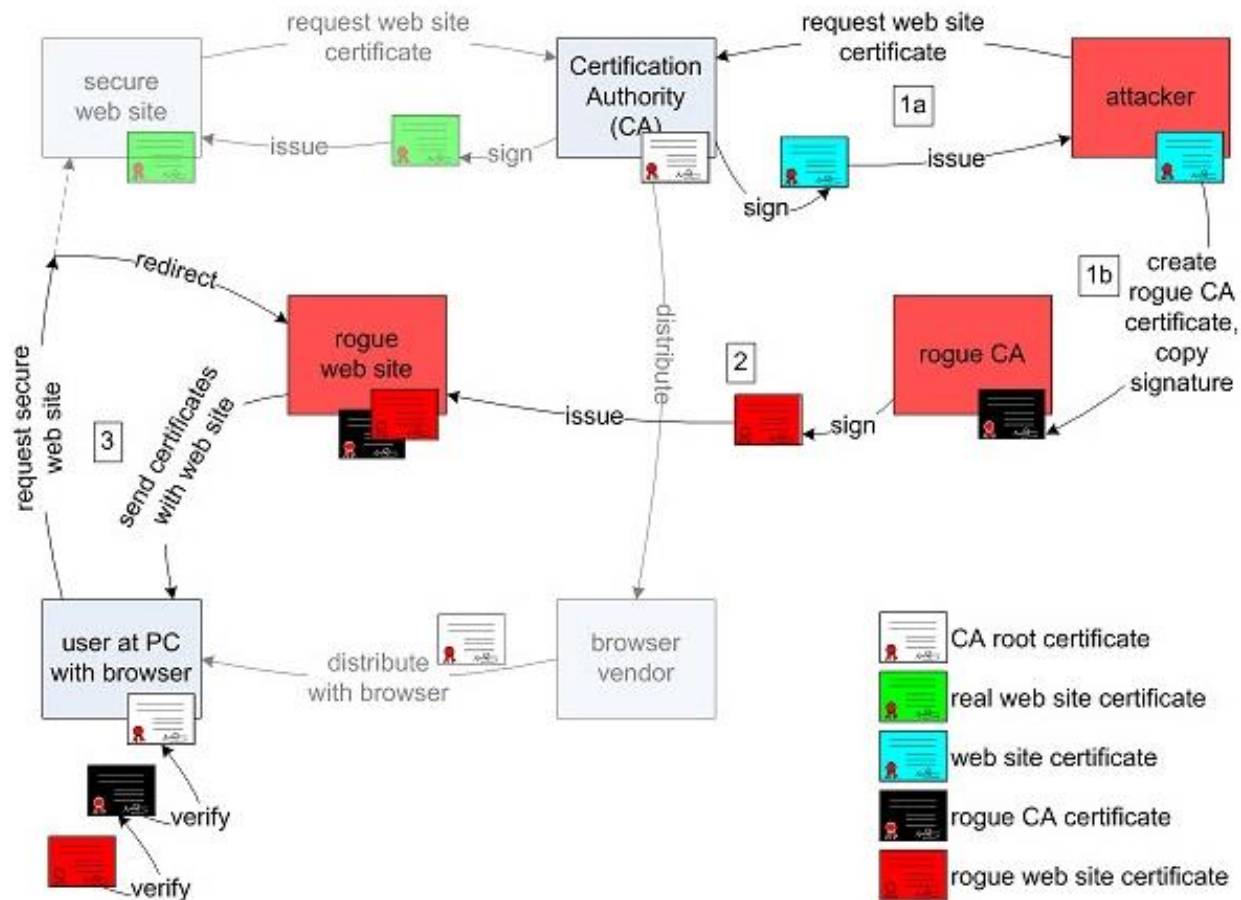 request web site
certificate
secure
web site
issue
sign
Certification
Authority
(CA)
request web site
certificate
1a
attacker
issue
sign
redirect
distribute
1b
create
rogue CA
certificate,
copy
signature
rogue
web site
2
rogue CA
issue
sign
request secure
web site
3
send certificates
with web site
user at PC
with browser
distribute
with browser
browser
vendor
verify
verify
CA root certificate
real web site certificate
web site certificate
rogue CA certificate
rogue web site certificate